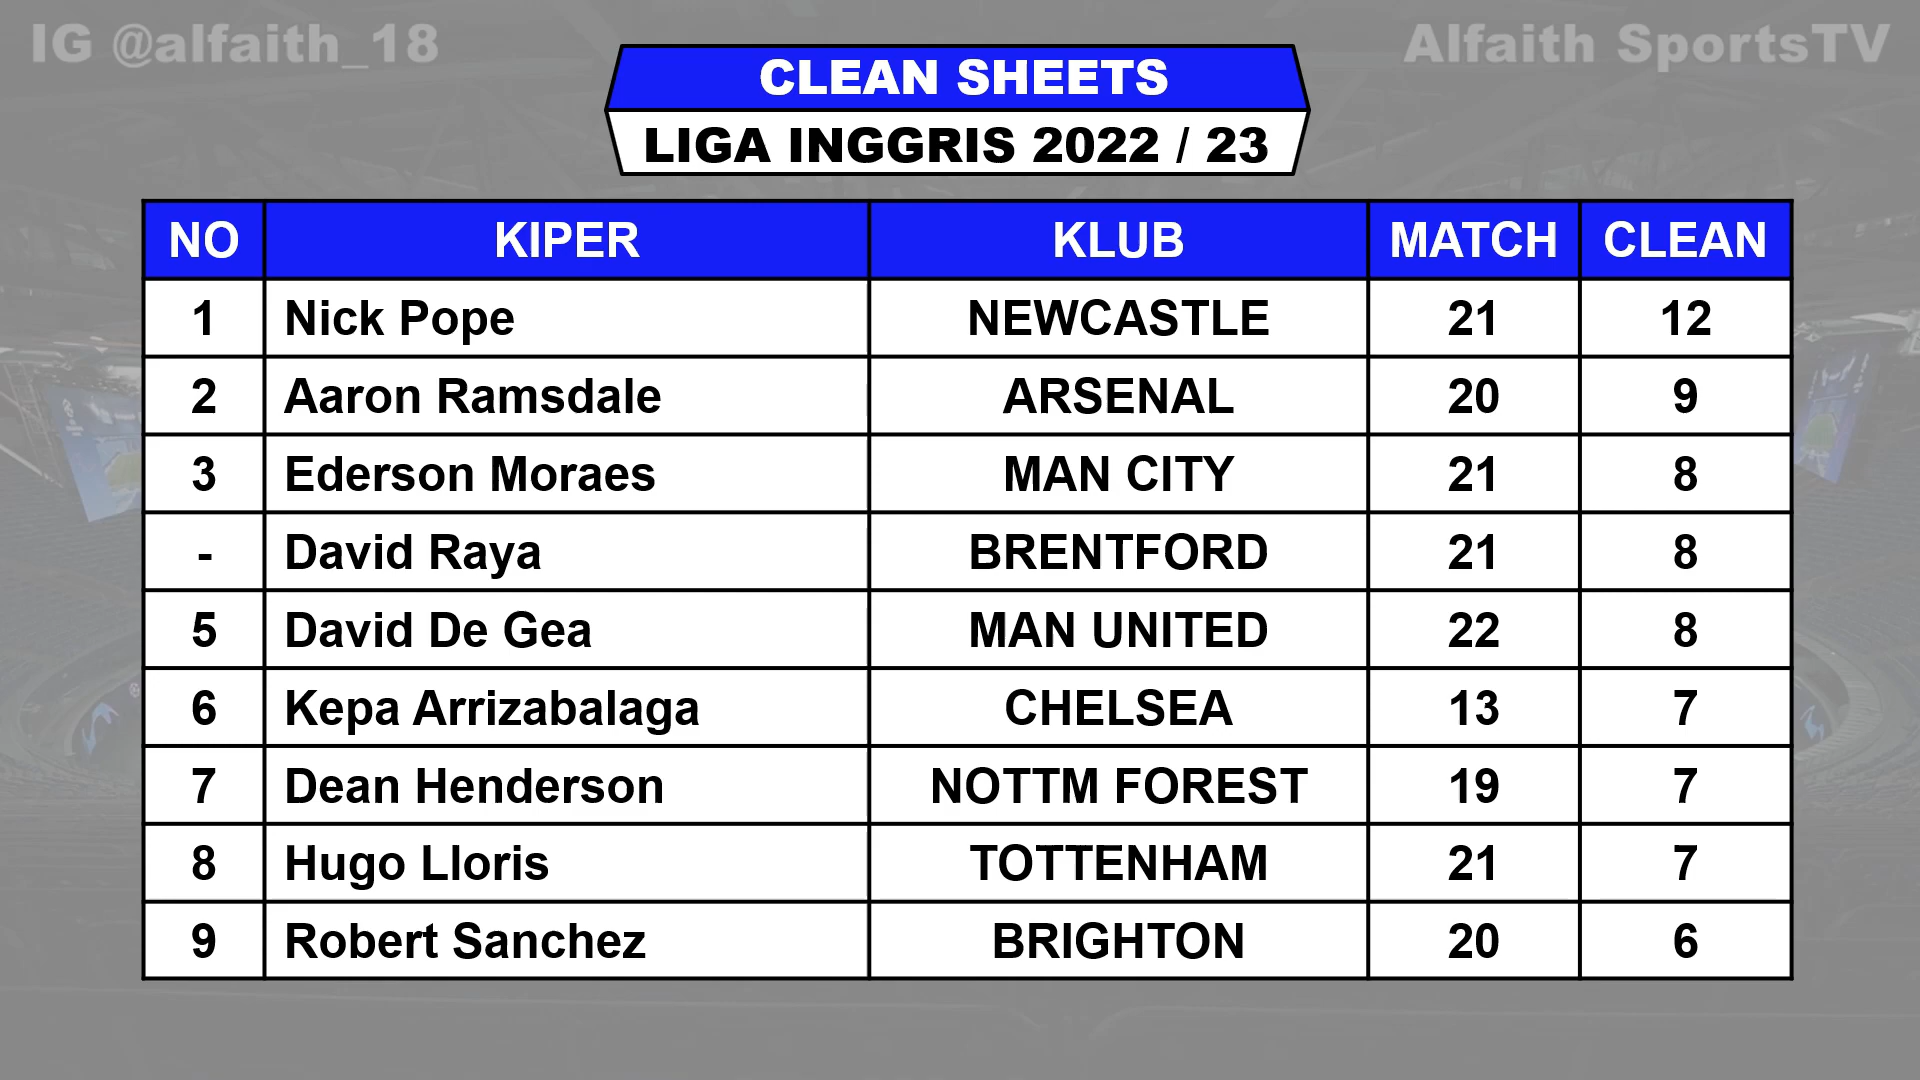 IG @alfaith_18
Alfaith SportsTV
CLEAN SHEETS
LIGA INGGRIS 2022 / 23
NO KIPER KLUB MATCH CLEAN
1 Nick Pope NEWCASTLE 21 12
2 Aaron Ramsdale ARSENAL 20 9
3 Ederson Moraes MAN CITY 21 8
- David Raya BRENTFORD 21 8
5 David De Gea MAN UNITED 22 8
6 Kepa Arrizabalaga CHELSEA 13 7
7 Dean Henderson NOTTM FOREST 19 7
8 Hugo Lloris TOTTENHAM 21 7
9 Robert Sanchez BRIGHTON 20 6